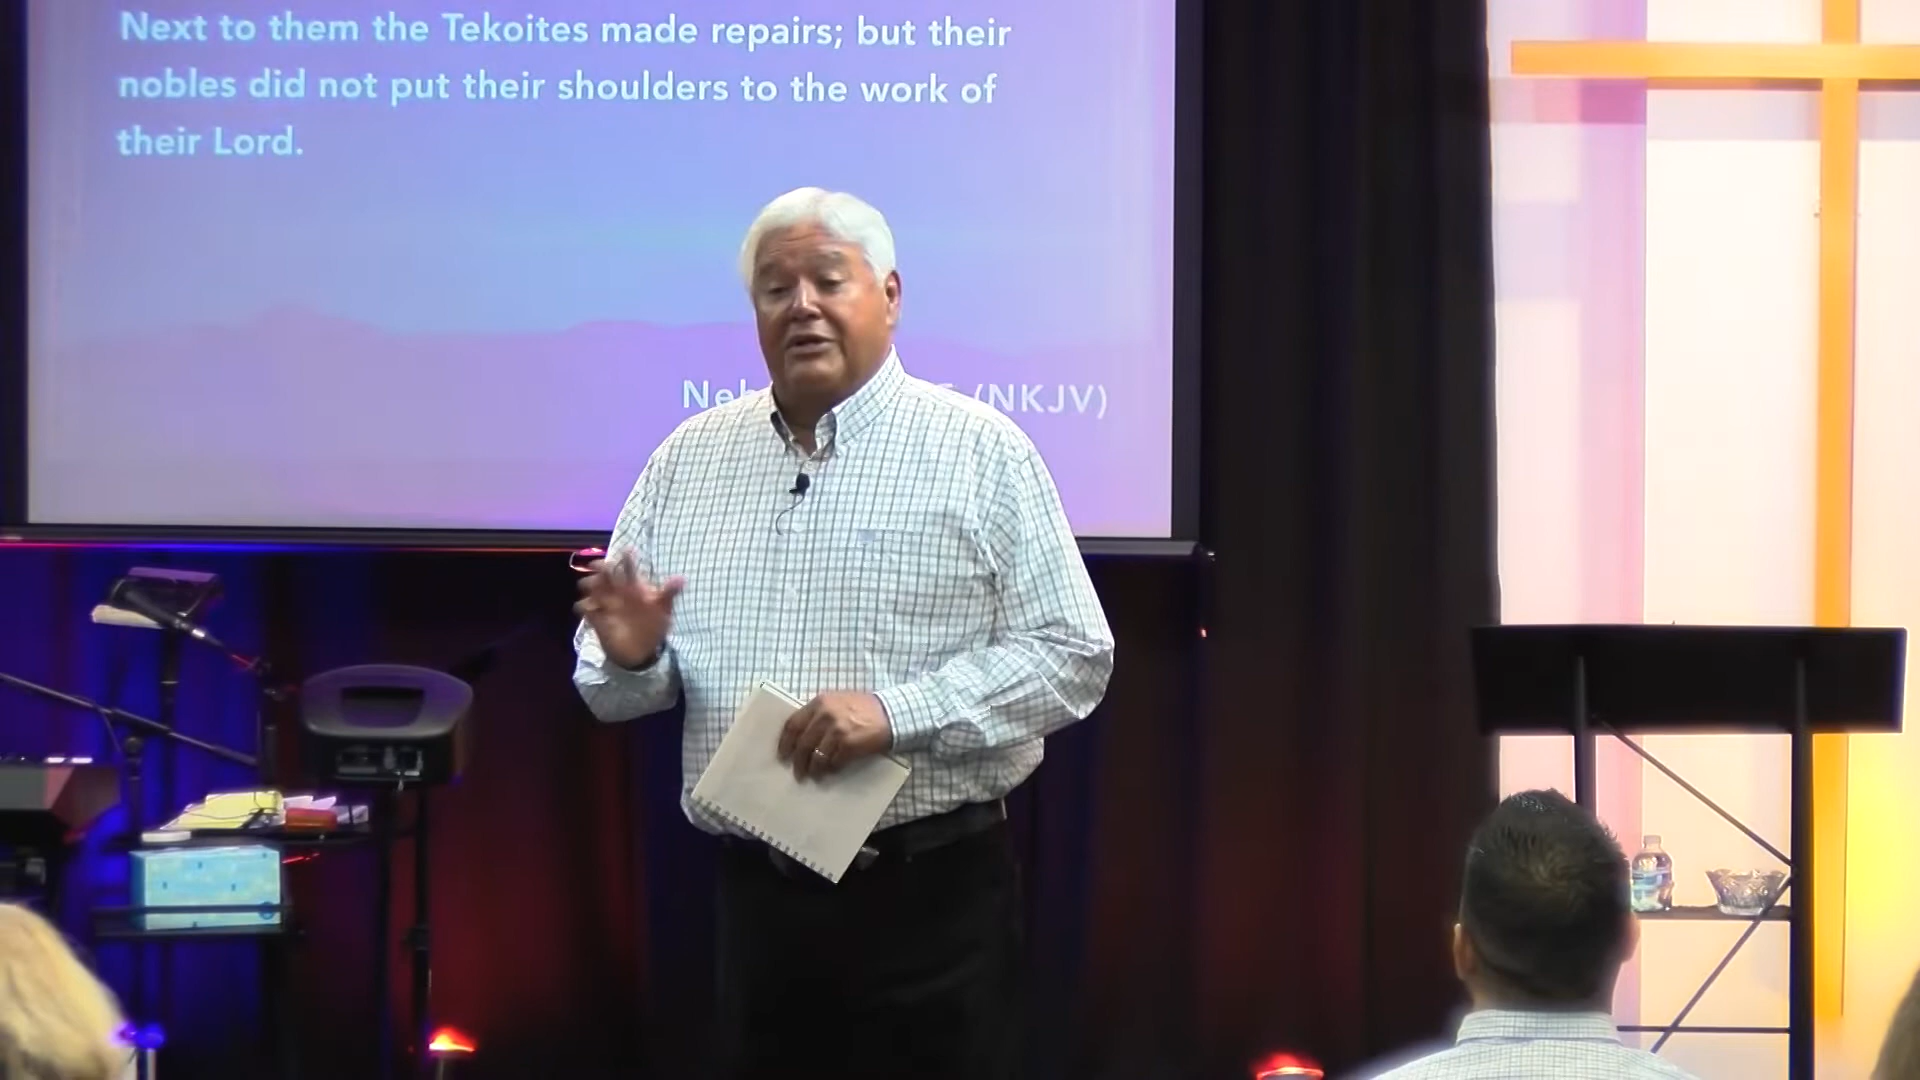 Next to them the Tekoites made repairs; but their
nobles did not put their shoulders to the work of
their Lord.
(NKJV)